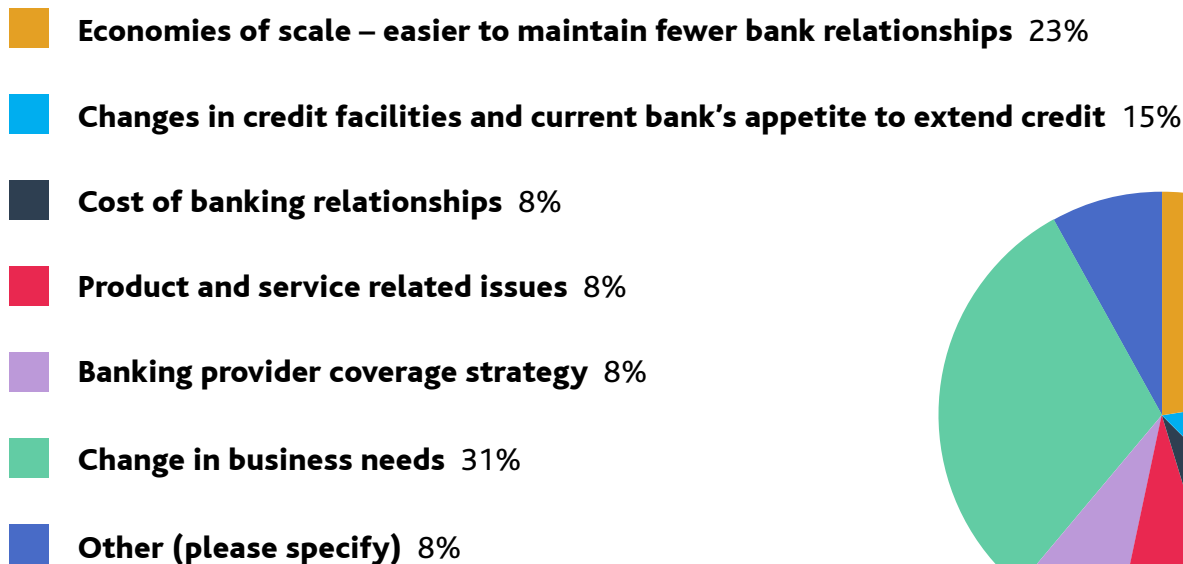 Economies of scale – easier to maintain fewer bank relationships 23%
Changes in credit facilities and current bank’s appetite to extend credit 15%
Cost of banking relationships 8%
Product and service related issues 8%
Banking provider coverage strategy 8%
Change in business needs 31%
Other (please specify) 8%